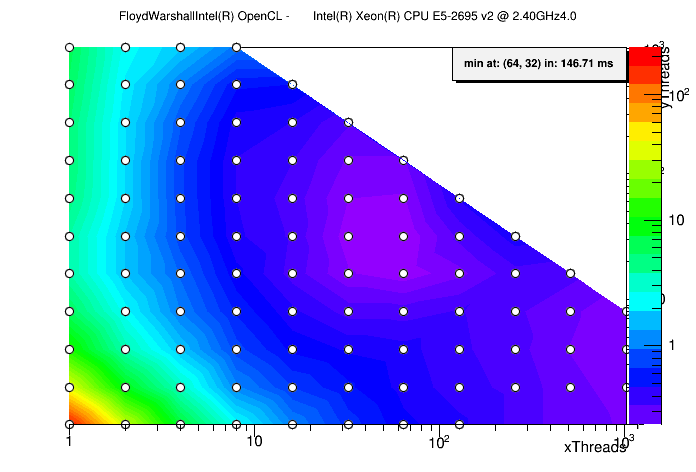 FloydWarshallIntel(R) OpenCL - Intel(R) Xeon(R) CPU E5-2695 v2 @ 2.40GHz4.0
min at: (64, 32) in: 146.71 ms
yThreads
10³
10²
10
1
1 10 10² 10³
xThreads